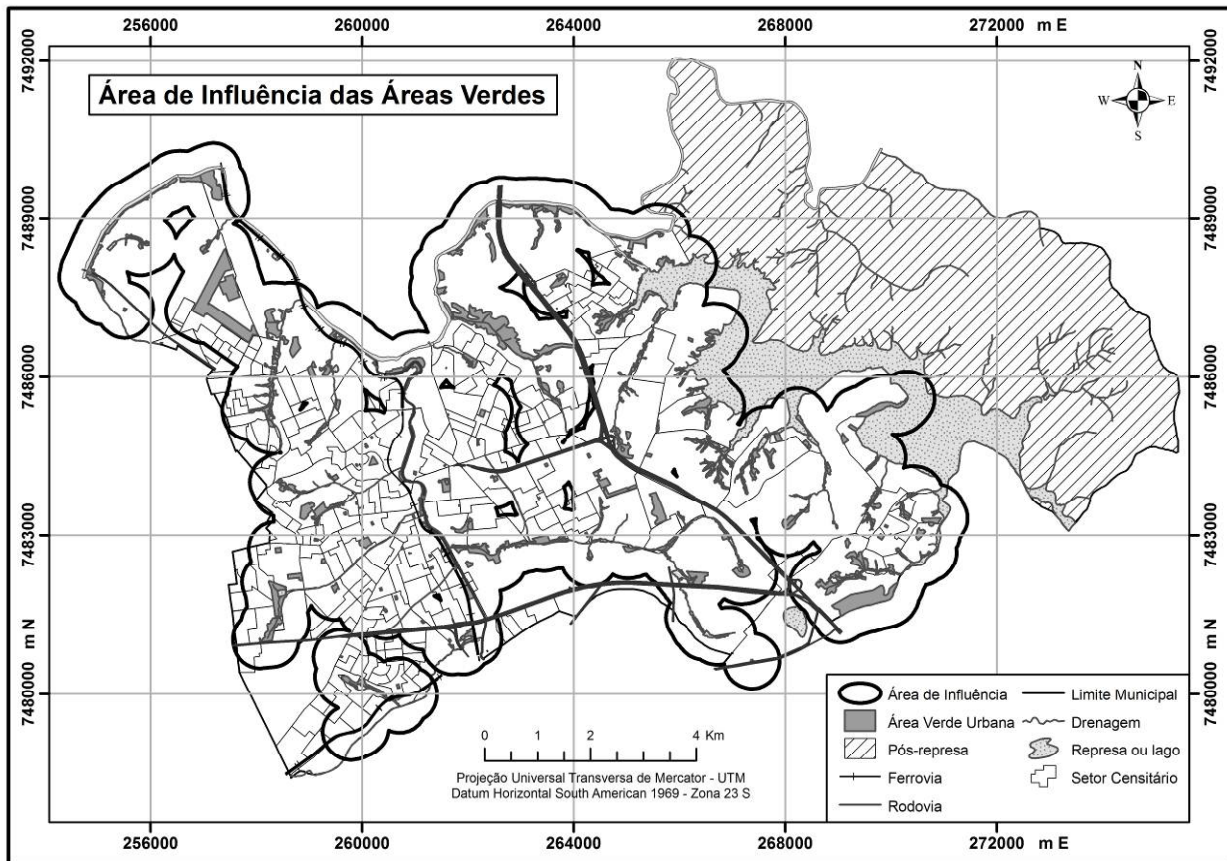 256000 260000 264000 268000 272000 m E
7492000 7492000
Área de Influência das Áreas Verdes
N
W E
S
7489000 7489000
7486000 7486000
7483000 7483000
m N m N
7480000 7480000
Área de Influência
Limite Municipal
Área Verde Urbana
Drenagem
Pós-represa
Represa ou lago
Ferrovia
Setor Censitário
Rodovia
0 1 2 4 Km
Projeção Universal Transversa de Mercator - UTM
Datum Horizontal South American 1969 - Zona 23 S
256000 260000 264000 268000 272000 m E